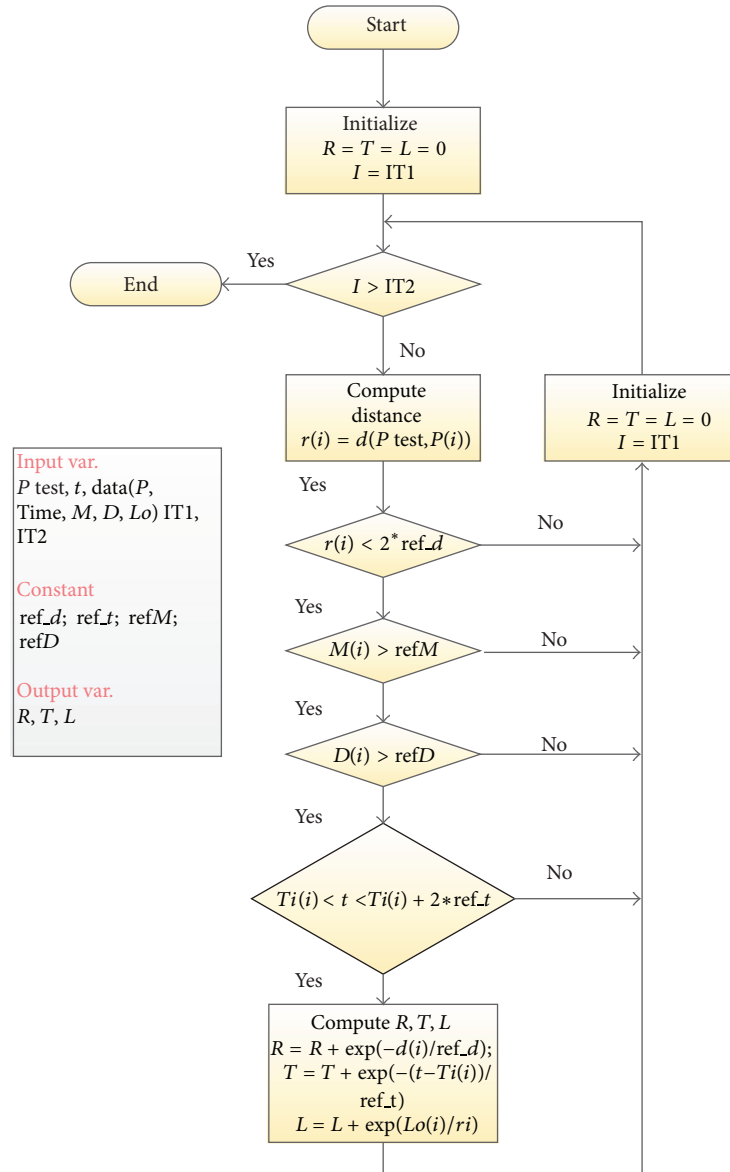 Start
Initialize
R = T = L = 0
I = IT1
Yes
End
I > IT2
No
Compute
distance
r(i) = d(P test,P(i))
Initialize
R = T = L = 0
I = IT1
Input var.
P test, t, data(P,
Time, M, D, Lo) IT1,
IT2
Constant
ref_d; ref_t; refM;
refD
Output var.
R, T, L
Yes
r(i) < 2* ref_d
No
Yes
M(i) > refM
No
Yes
D(i) > refD
No
Yes
Ti(i) < t <Ti(i) + 2∗ref_t
No
Yes
Compute R, T, L
R = R + exp(−d(i)/ref_d);
T = T + exp(−(t−Ti(i))/
ref_t)
L = L + exp(Lo(i)/ri)